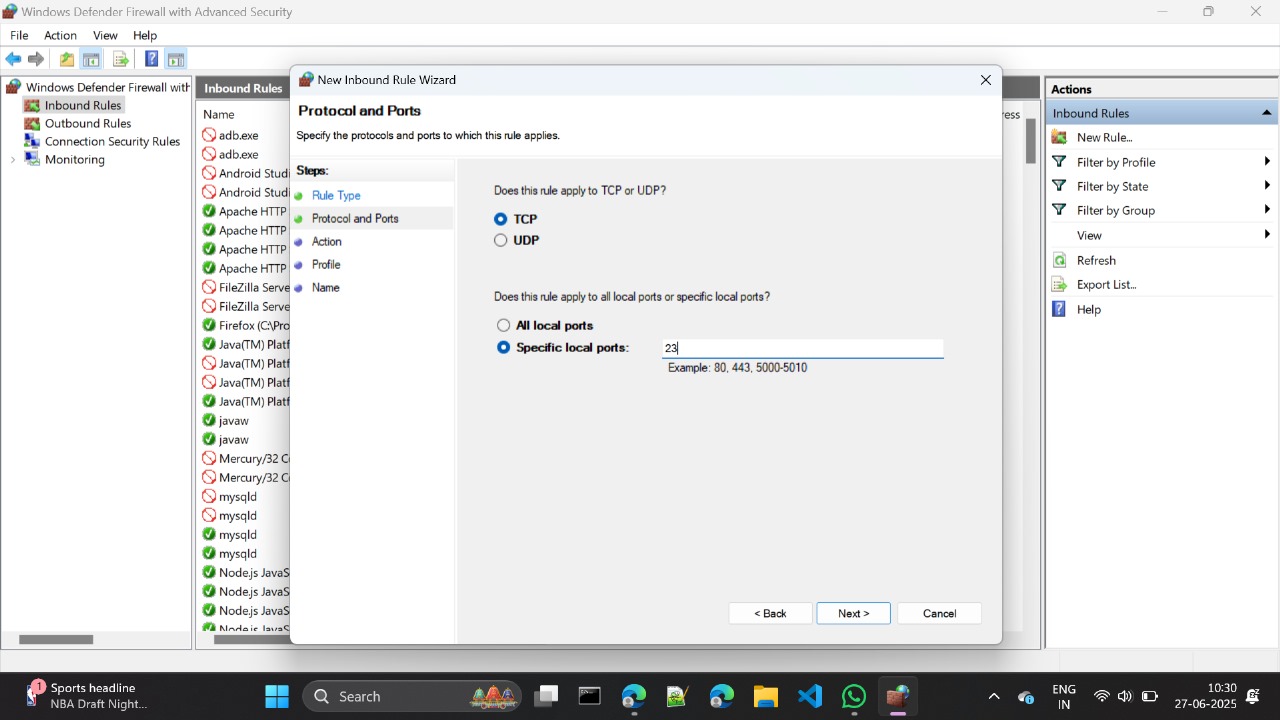 Windows Defender Firewall with Advanced Security
File Action View Help
Windows Defender Firewall with
Inbound Rules
Outbound Rules
Connection Security Rules
Monitoring
Inbound Rules
Name
adb.exe
adb.exe
Android Studi
Android Studi
Apache HTTP
Apache HTTP
Apache HTTP
Apache HTTP
FileZilla Serve
FileZilla Serve
Firefox (C:\Pro
Java(TM) Platf
Java(TM) Platf
Java(TM) Platf
Java(TM) Platf
javaw
javaw
Mercury/32 C
Mercury/32 C
mysqld
mysqld
mysqld
mysqld
Node.js JavaS
Node.js JavaS
Node.js JavaS
Node.js JavaS
ess
New Inbound Rule Wizard
Protocol and Ports
Specify the protocols and ports to which this rule applies.
Steps:
Rule Type
Protocol and Ports
Action
Profile
Name
Does this rule apply to TCP or UDP?
TCP
UDP
Does this rule apply to all local ports or specific local ports?
All local ports
Specific local ports: 23
Example: 80, 443, 5000-5010
< Back Next > Cancel
Actions
Inbound Rules
New Rule...
Filter by Profile
Filter by State
Filter by Group
View
Refresh
Export List...
Help
1
Sports headline
NBA Draft Night...
Search
ENG
IN
10:30
27-06-2025